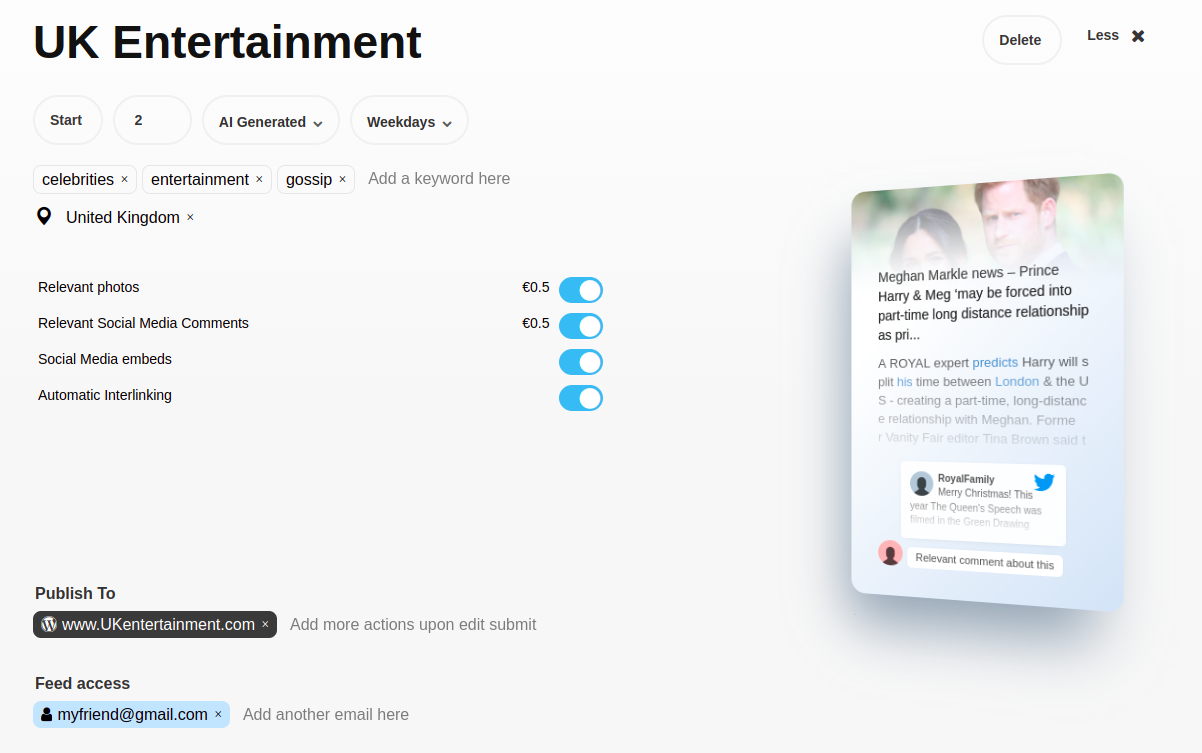 UK Entertainment
Delete
Less ✖
Start
2
AI Generated
Weekdays
celebrities ×
entertainment ×
gossip ×
Add a keyword here
United Kingdom ×
Relevant photos
€0.5
Relevant Social Media Comments
€0.5
Social Media embeds
Automatic Interlinking
Publish To
www.UKentertainment.com ×
Add more actions upon edit submit
Feed access
myfriend@gmail.com ×
Add another email here
Meghan Markle news – Prince
Harry & Meg 'may be forced into
part-time long distance relationship
as pri...
A ROYAL expert predicts Harry will s
plit his time between London & the U
S - creating a part-time, long-distanc
e relationship with Meghan. Forme
r Vanity Fair editor Tina Brown said t
RoyalFamily
Merry Christmas! This
year The Queen's Speech was
filmed in the Green Drawing
Relevant comment about this